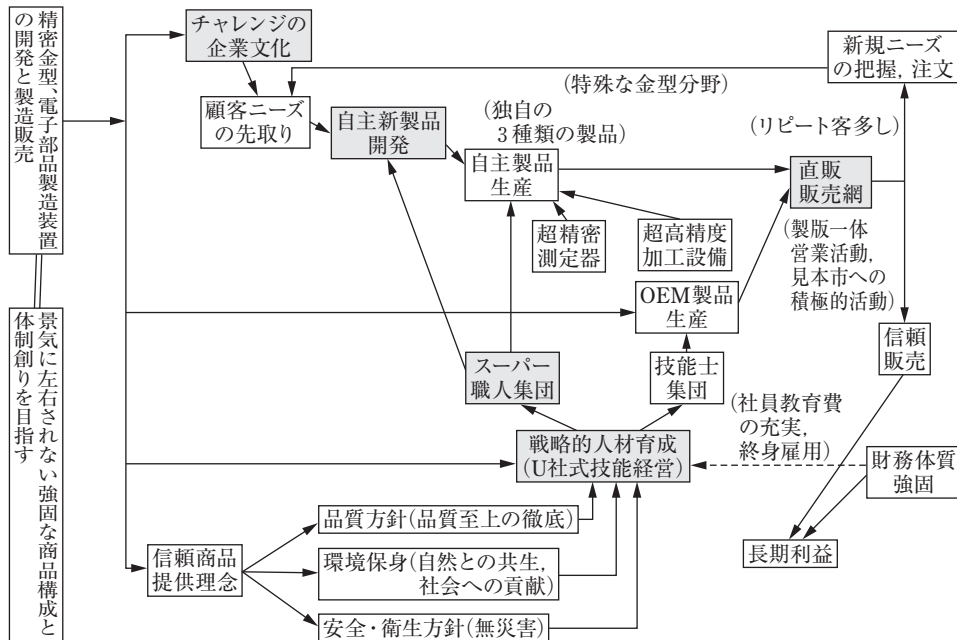 精密金型、電子部品製造装置
の開発と製造販売
景気に左右されない強固な商品構成と
体制創りを目指す
チャレンジの
企業文化
顧客ニーズ
の先取り
自主新製品
開発
(独自の
3種類の製品)
自主製品
生産
(特殊な金型分野)
新規ニーズ
の把握, 注文
(リピート客多し)
直販
販売網
(製版一体
営業活動,
見本市への
積極的活動)
超精密
測定器
超高精度
加工設備
OEM製品
生産
信頼
販売
スーパー
職人集団
技能士
集団
(社員教育費
の充実,
終身雇用)
戦略的人材育成
(U社式技能経営)
財務体質
強固
長期利益
信頼商品
提供理念
品質方針(品質至上の徹底)
環境保身(自然との共生,
社会への貢献)
安全・衛生方針(無災害)